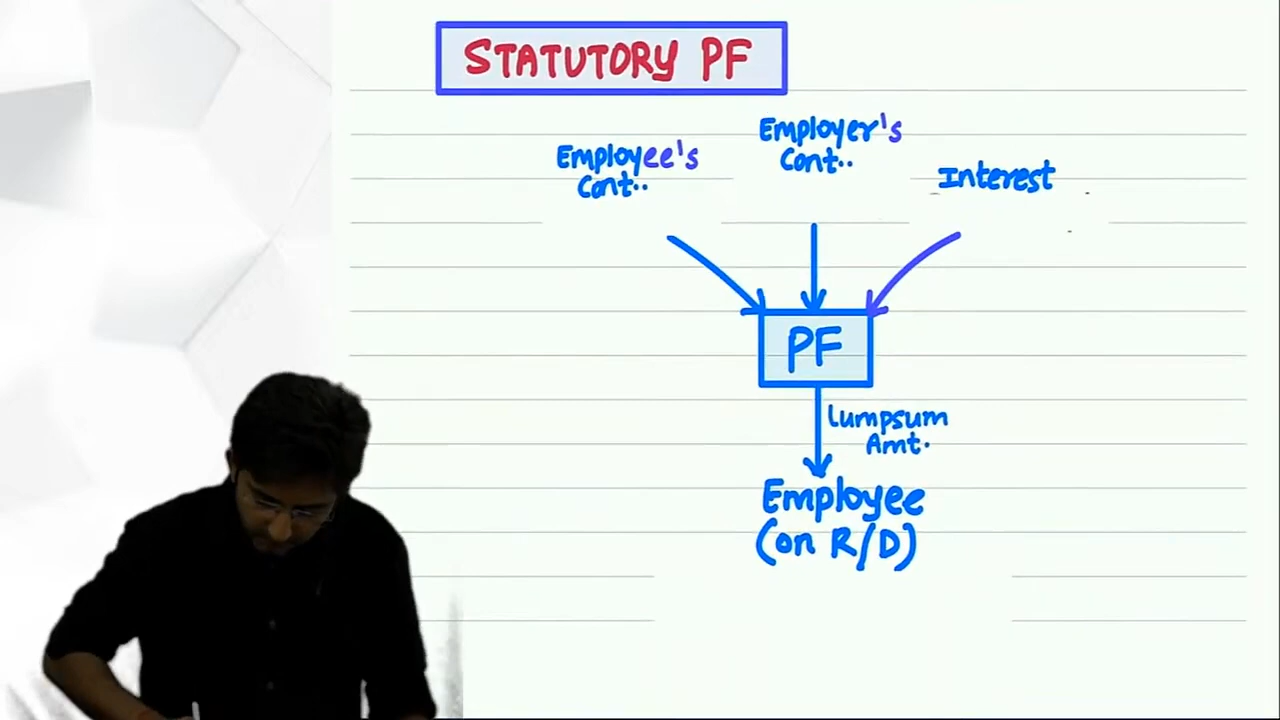 STATUTORY PF
Employee's
Cont..
Employer's
Cont..
Interest
PF
Lumpsum
Amt.
Employee
(on R/D)